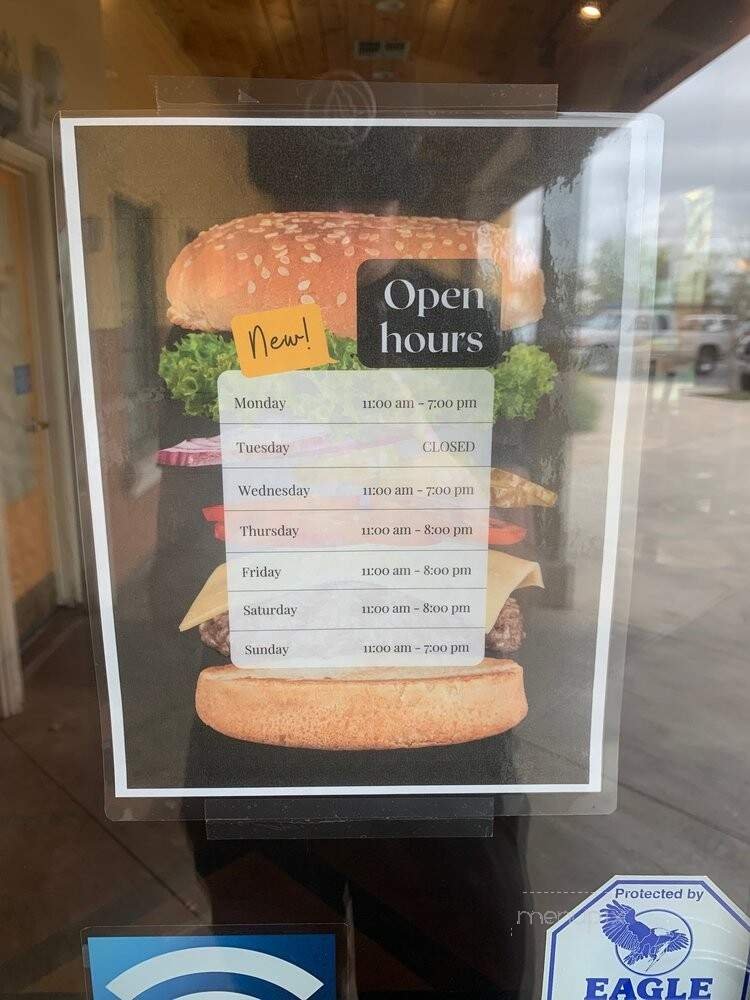 Open
hours
New!
Monday 11:00 am - 7:00 pm
Tuesday CLOSED
Wednesday 11:00 am - 7:00 pm
Thursday 11:00 am - 8:00 pm
Friday 11:00 am - 8:00 pm
Saturday 11:00 am - 8:00 pm
Sunday 11:00 am - 7:00 pm
Protected by
EAGLE